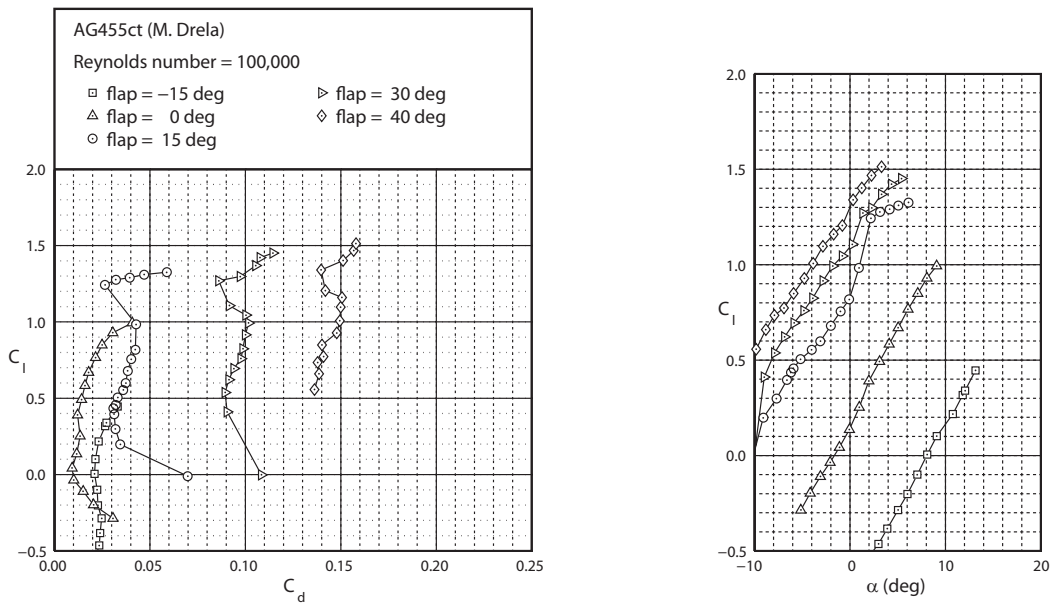 AG455ct (M. Drela)
Reynolds number = 100,000
flap = −15 deg
flap = 0 deg
flap = 15 deg
flap = 30 deg
flap = 40 deg
2.0
1.5
1.0
0.5
0.0
−0.5
C_l
0.00 0.05 0.10 0.15 0.20 0.25
C_d
2.0
1.5
1.0
0.5
0.0
−0.5
C_l
−10 0 10 20
α (deg)